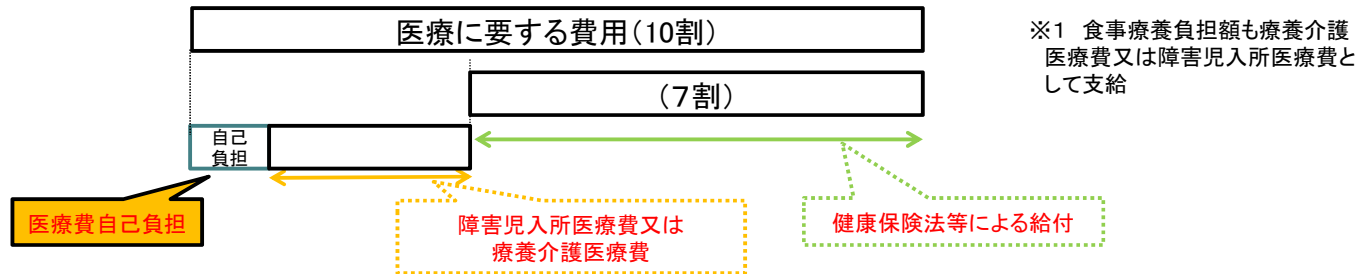 医療に要する費用(10割)
※1 食事療養負担額も療養介護
医療費又は障害児入所医療費と
して支給
(7割)
自己
負担
医療費自己負担
障害児入所医療費又は
療養介護医療費
健康保険法等による給付